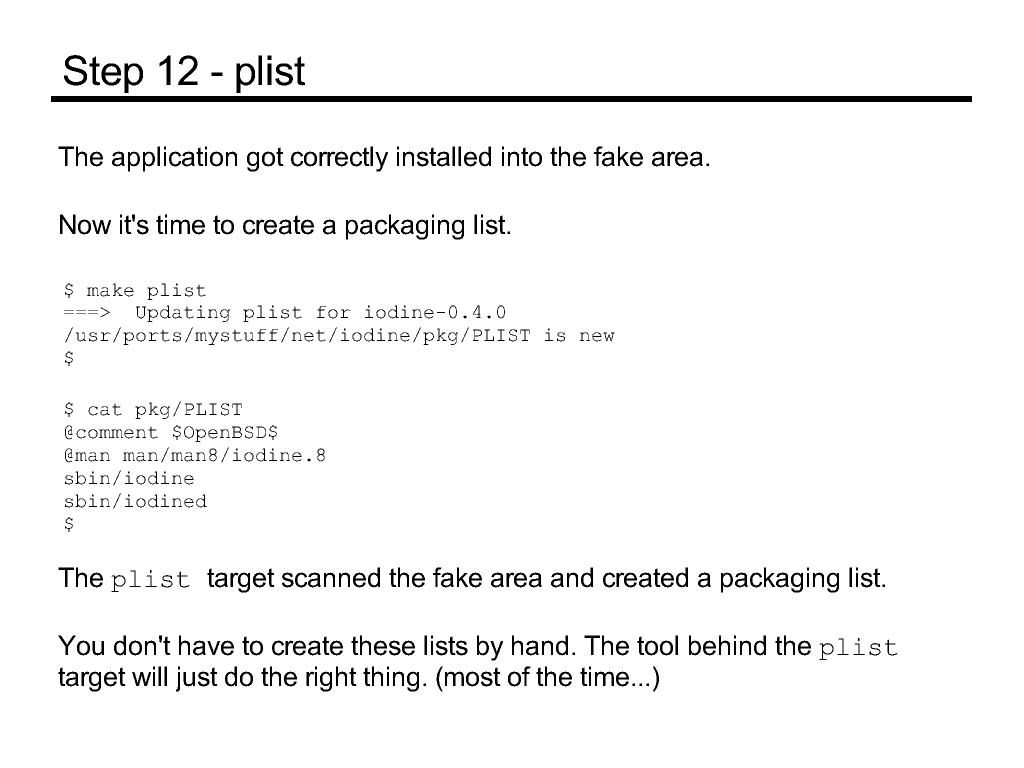 Step 12 - plist
The application got correctly installed into the fake area.
Now it's time to create a packaging list.
$ make plist
===>  Updating plist for iodine-0.4.0
/usr/ports/mystuff/net/iodine/pkg/PLIST is new
$
$ cat pkg/PLIST
@comment $OpenBSD$
@man man/man8/iodine.8
sbin/iodine
sbin/iodined
$
The plist target scanned the fake area and created a packaging list.
You don't have to create these lists by hand. The tool behind the plist
target will just do the right thing. (most of the time...)